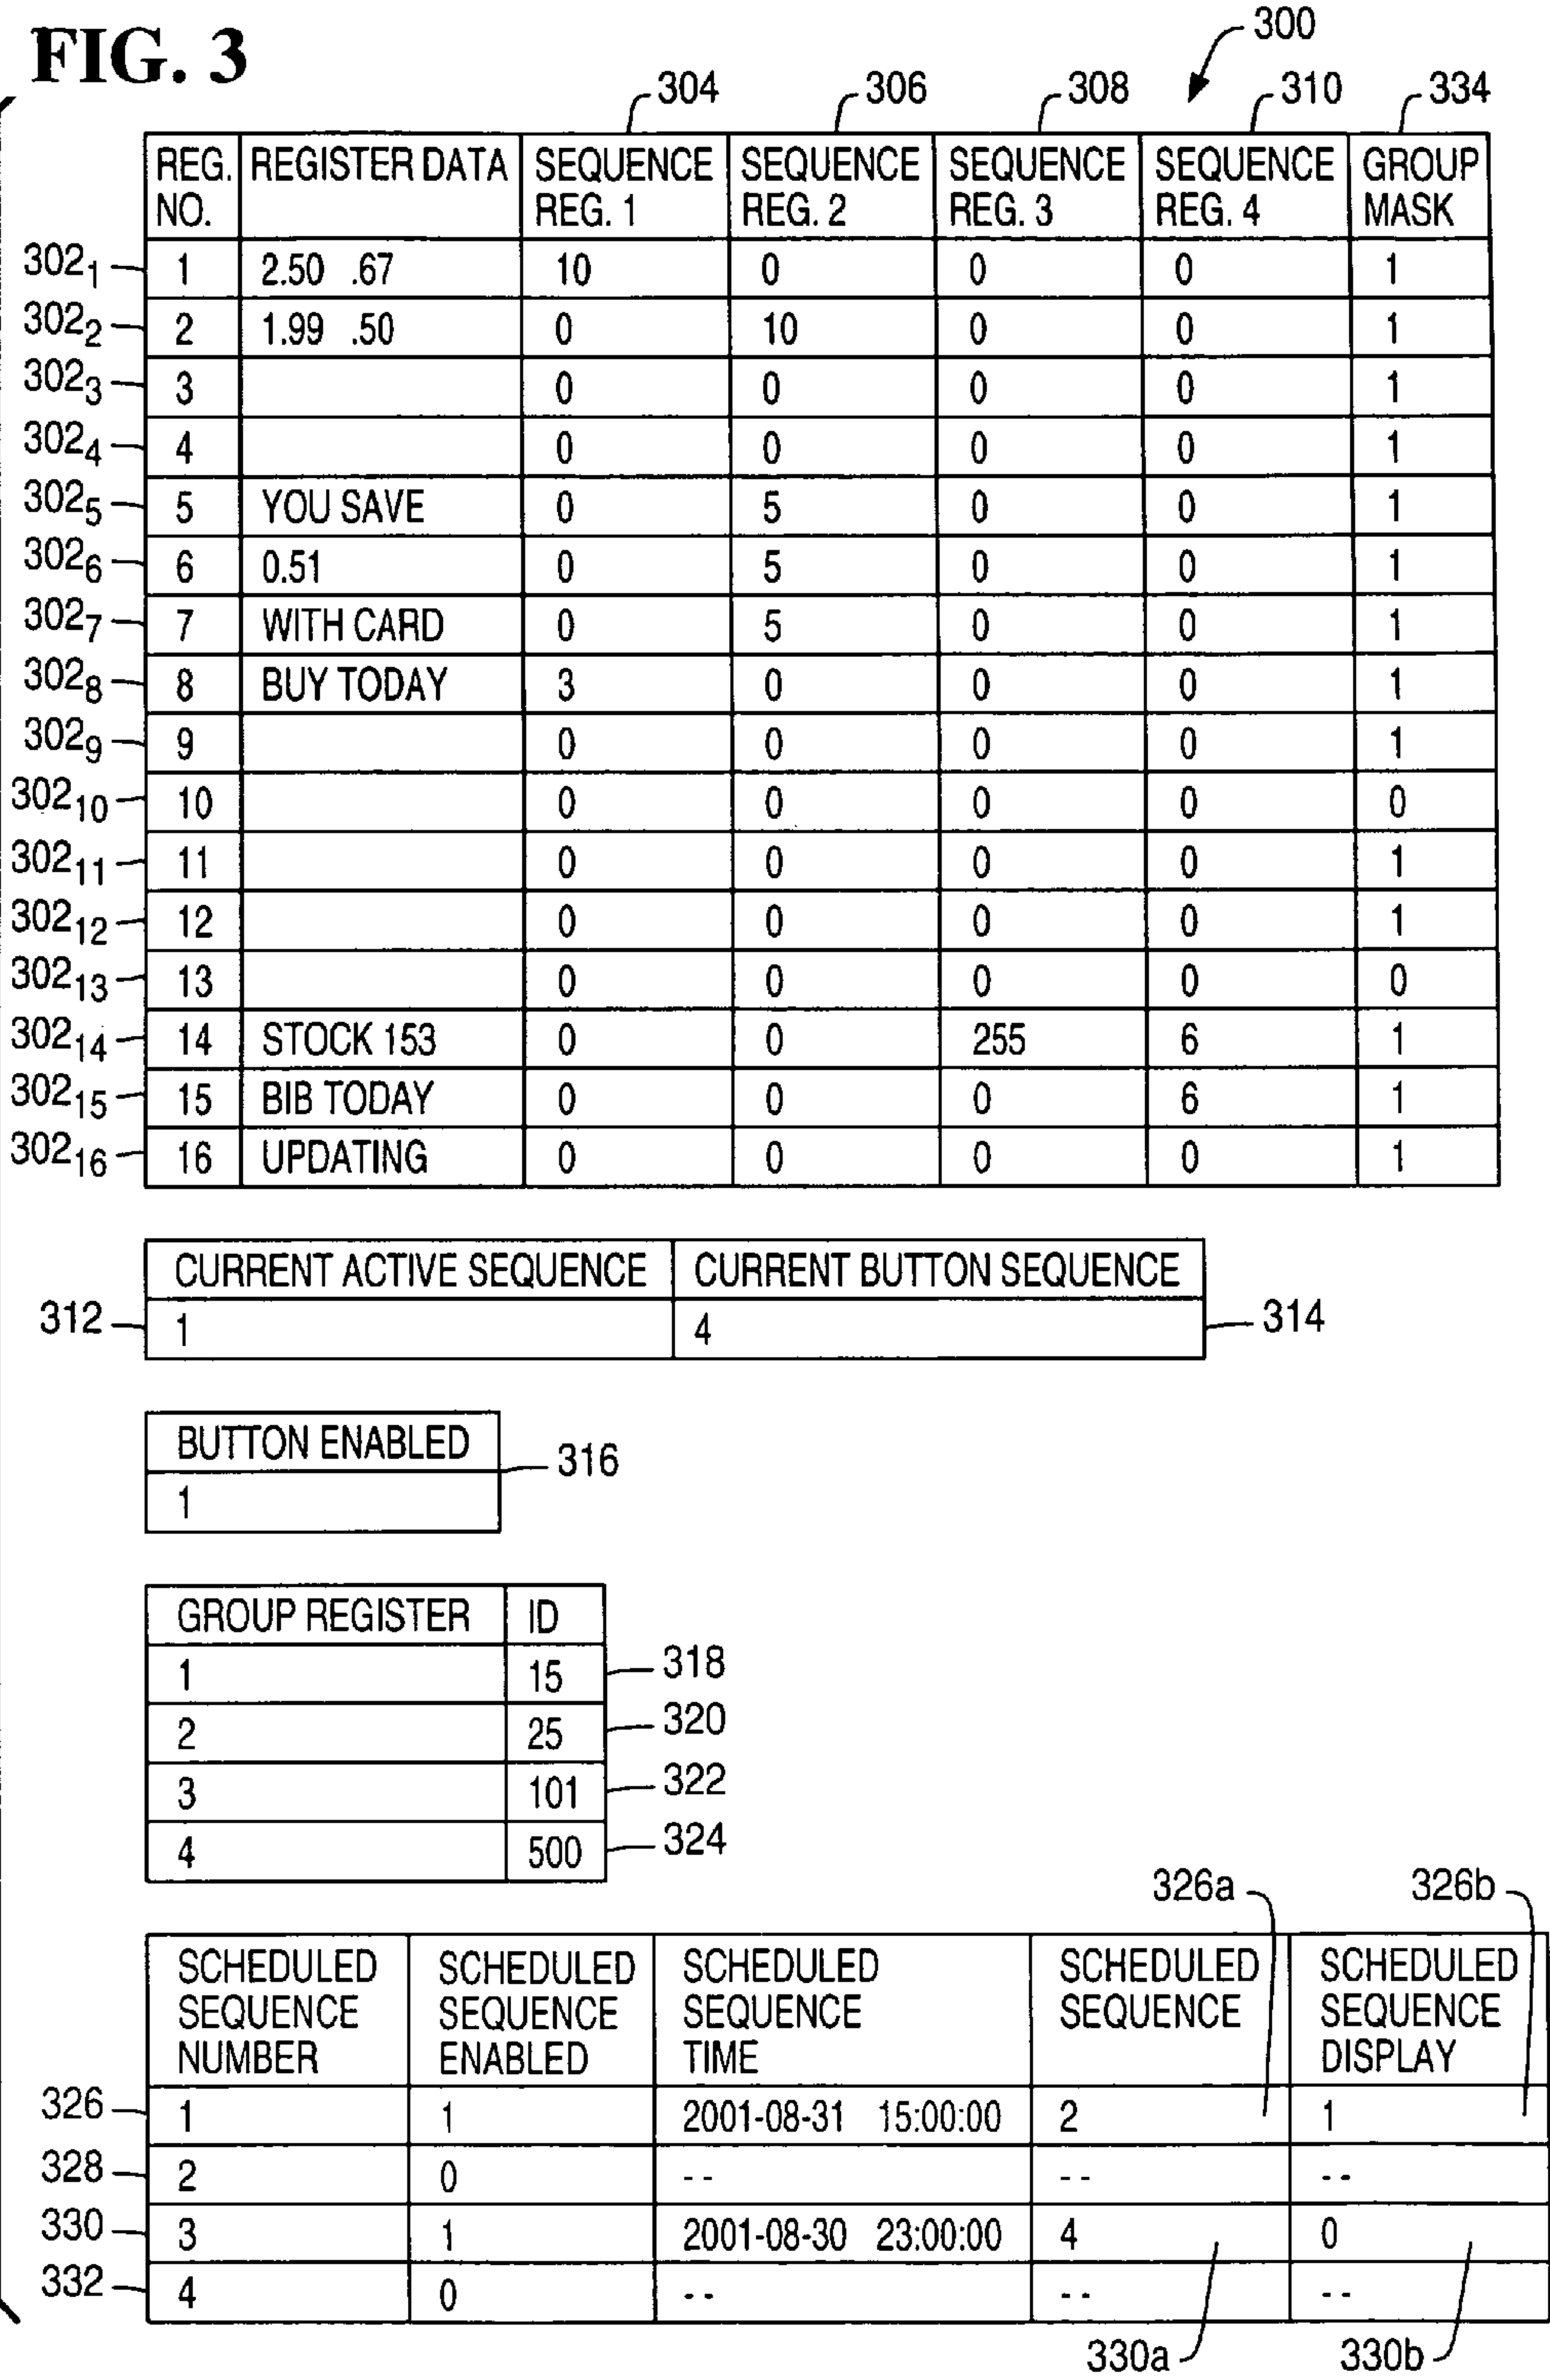 FIG. 3
300
304 306 308 310 334
REG. NO. REGISTER DATA SEQUENCE REG. 1 SEQUENCE REG. 2 SEQUENCE REG. 3 SEQUENCE REG. 4 GROUP MASK
302₁ 1 2.50 .67 10 0 0 0 1
302₂ 2 1.99 .50 0 10 0 0 1
302₃ 3 0 0 0 0 1
302₄ 4 0 0 0 0 1
302₅ 5 YOU SAVE 0 5 0 0 1
302₆ 6 0.51 0 5 0 0 1
302₇ 7 WITH CARD 0 5 0 0 1
302₈ 8 BUY TODAY 3 0 0 0 1
302₉ 9 0 0 0 0 1
302₁₀ 10 0 0 0 0 0
302₁₁ 11 0 0 0 0 1
302₁₂ 12 0 0 0 0 1
302₁₃ 13 0 0 0 0 0
302₁₄ 14 STOCK 153 0 0 255 6 1
302₁₅ 15 BIB TODAY 0 0 0 6 1
302₁₆ 16 UPDATING 0 0 0 0 1
CURRENT ACTIVE SEQUENCE CURRENT BUTTON SEQUENCE
312 1 4 314
BUTTON ENABLED
316
1
GROUP REGISTER ID
1 15 318
2 25 320
3 101 322
4 500 324
326a 326b
SCHEDULED SEQUENCE NUMBER SCHEDULED SEQUENCE ENABLED SCHEDULED SEQUENCE TIME SCHEDULED SEQUENCE SCHEDULED SEQUENCE DISPLAY
326 1 1 2001-08-31 15:00:00 2 1
328 2 0 -- -- --
330 3 1 2001-08-30 23:00:00 4 0
332 4 0 -- -- --
330a 330b